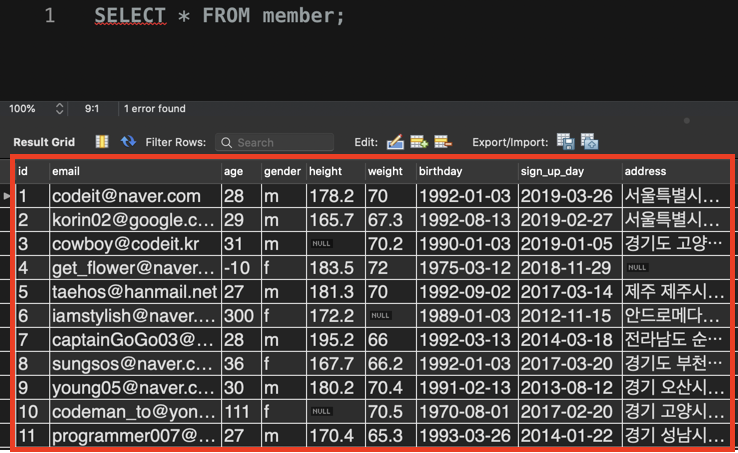 1 SELECT * FROM member;
100% 9:1 1 error found
Result Grid Filter Rows: Search Edit: Export/Import:
id email age gender height weight birthday sign_up_day address
1 codeit@naver.com 28 m 178.2 70 1992-01-03 2019-03-26 서울특별시...
2 korin02@google.c... 29 m 165.7 67.3 1992-08-13 2019-02-27 서울특별시...
3 cowboy@codeit.kr 31 m NULL 70.2 1990-01-03 2019-01-05 경기도 고양...
4 get_flower@naver... -10 f 183.5 72 1975-03-12 2018-11-29 NULL
5 taehos@hanmail.net 27 m 181.3 70 1992-09-02 2017-03-14 제주 제주시...
6 iamstylish@naver.... 300 f 172.2 NULL 1989-01-03 2012-11-15 안드로메다...
7 captainGoGo03@... 28 m 195.2 66 1992-03-13 2014-03-18 전라남도 순...
8 sungsos@naver.c... 36 f 167.7 66.2 1992-01-03 2017-03-20 경기도 부천...
9 young05@naver.c... 30 m 180.2 70.4 1991-02-13 2013-08-12 경기 오산시...
10 codeman_to@yon... 111 f NULL 70.5 1970-08-01 2017-02-20 경기 고양시...
11 programmer007@... 27 m 170.4 65.3 1993-03-26 2014-01-22 경기 성남시...